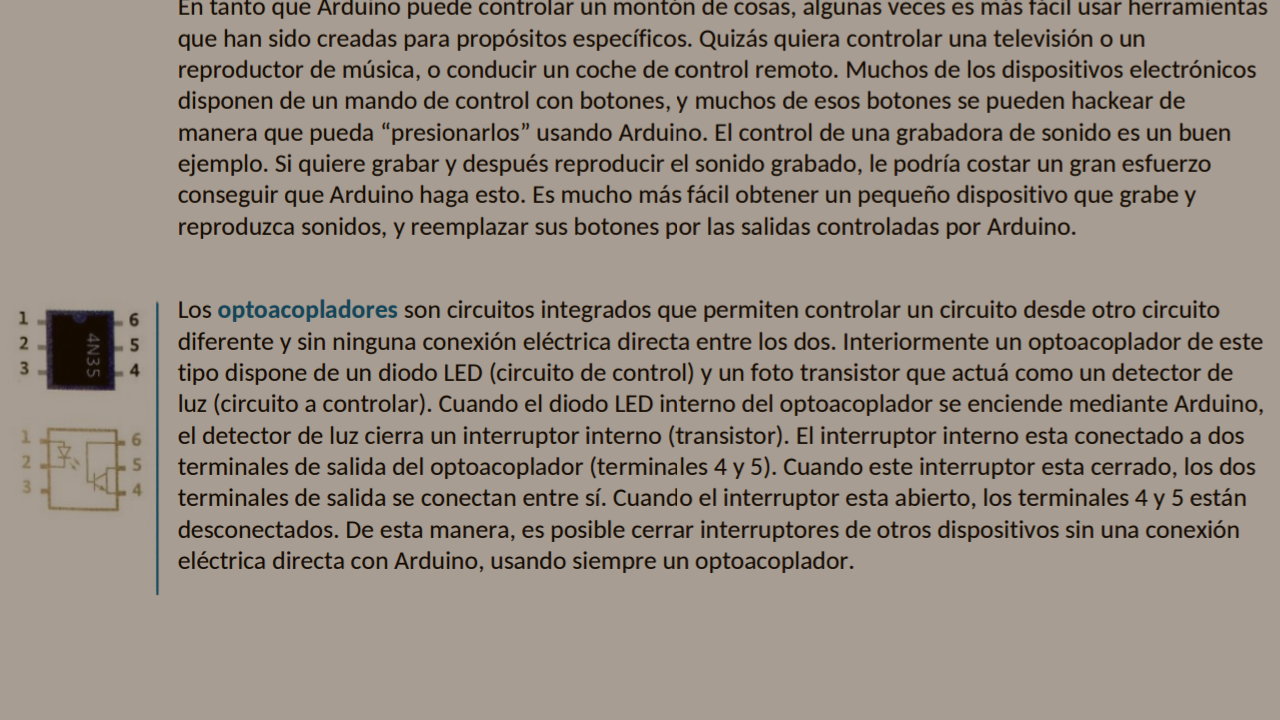 En tanto que Arduino puede controlar un montón de cosas, algunas veces es más fácil usar herramientas
que han sido creadas para propósitos específicos. Quizás quiera controlar una televisión o un
reproductor de música, o conducir un coche de control remoto. Muchos de los dispositivos electrónicos
disponen de un mando de control con botones, y muchos de esos botones se pueden hackear de
manera que pueda “presionarlos” usando Arduino. El control de una grabadora de sonido es un buen
ejemplo. Si quiere grabar y después reproducir el sonido grabado, le podría costar un gran esfuerzo
conseguir que Arduino haga esto. Es mucho más fácil obtener un pequeño dispositivo que grabe y
reproduzca sonidos, y reemplazar sus botones por las salidas controladas por Arduino.
1 6
2 5
3 4
4N35
1 6
2 5
3 4
Los optoacopladores son circuitos integrados que permiten controlar un circuito desde otro circuito
diferente y sin ninguna conexión eléctrica directa entre los dos. Interiormente un optoacoplador de este
tipo dispone de un diodo LED (circuito de control) y un foto transistor que actuá como un detector de
luz (circuito a controlar). Cuando el diodo LED interno del optoacoplador se enciende mediante Arduino,
el detector de luz cierra un interruptor interno (transistor). El interruptor interno esta conectado a dos
terminales de salida del optoacoplador (terminales 4 y 5). Cuando este interruptor esta cerrado, los dos
terminales de salida se conectan entre sí. Cuando el interruptor esta abierto, los terminales 4 y 5 están
desconectados. De esta manera, es posible cerrar interruptores de otros dispositivos sin una conexión
eléctrica directa con Arduino, usando siempre un optoacoplador.